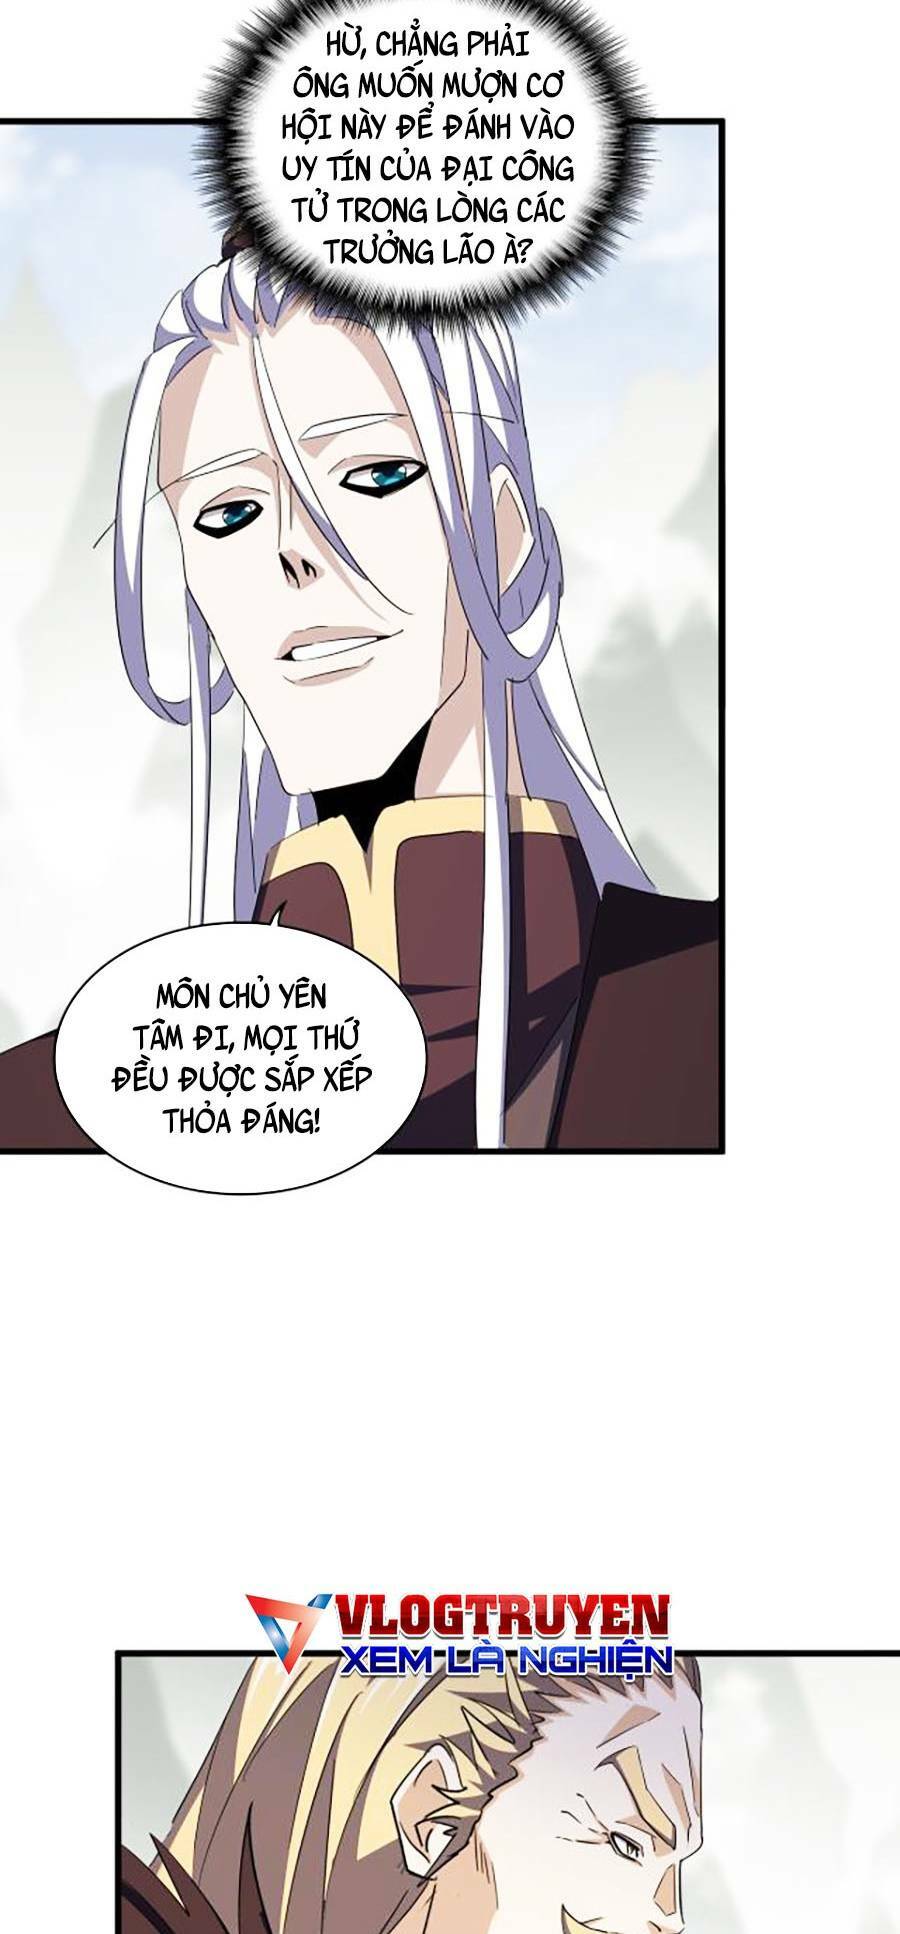 HỪ, CHẲNG PHẢI
ÔNG MUỐN MƯỢN CƠ
HỘI NÀY ĐỂ ĐÁNH VÀO
UY TÍN CỦA ĐẠI CÔNG
TỬ TRONG LÒNG CÁC
TRƯỞNG LÃO À?
MÔN CHỦ YÊN
TÂM ĐI, MỌI THỨ
ĐỀU ĐƯỢC SẮP XẾP
THỎA ĐÁNG!
VLOGTRUYEN
XEM LÀ NGHIỆN